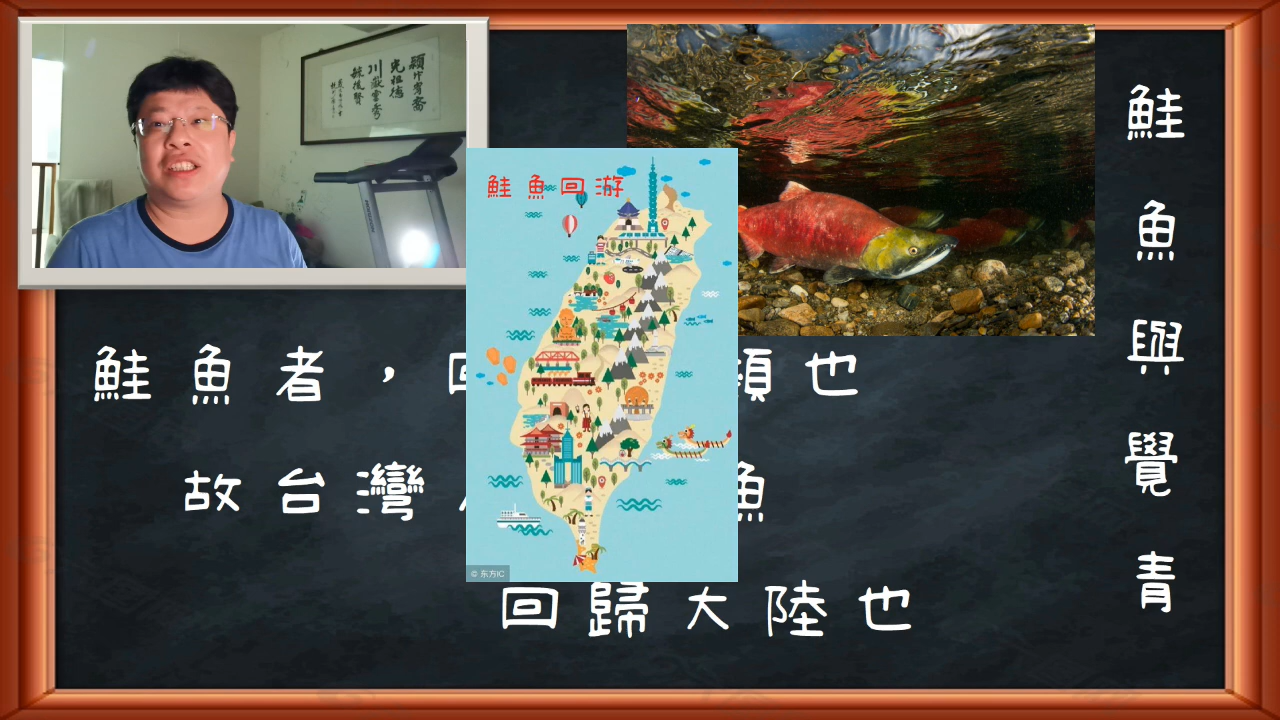 鮭魚與覺青
鮭魚回游
鮭魚者，回 類也
故台灣 魚
回歸大陸也
© 东方IC